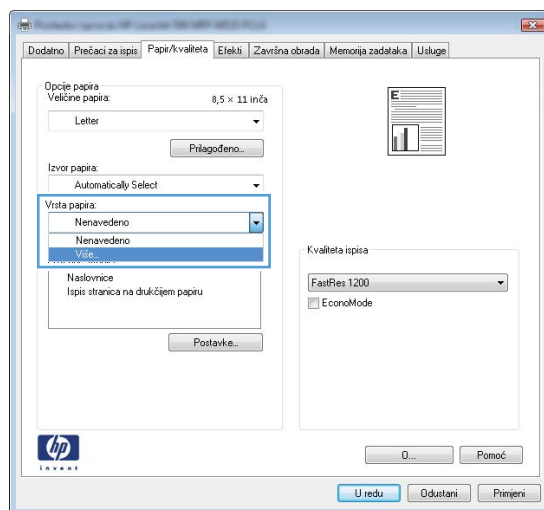 Dodatno Prečaci za ispis Papir/kvaliteta Efekti Završna obrada Memorija zadataka Usluge
Opcije papira
Veličine papira: 8,5 × 11 inča
Letter
Prilagođeno...
Izvor papira:
Automatically Select
Vrsta papira:
Nenavedeno
Nenavedeno
Više...
Naslovnice
Ispis stranica na drukčijem papiru
Postavke...
E
Kvaliteta ispisa
FastRes 1200
EconoMode
hp
invent
O... Pomoć
U redu Odustani Primijeni